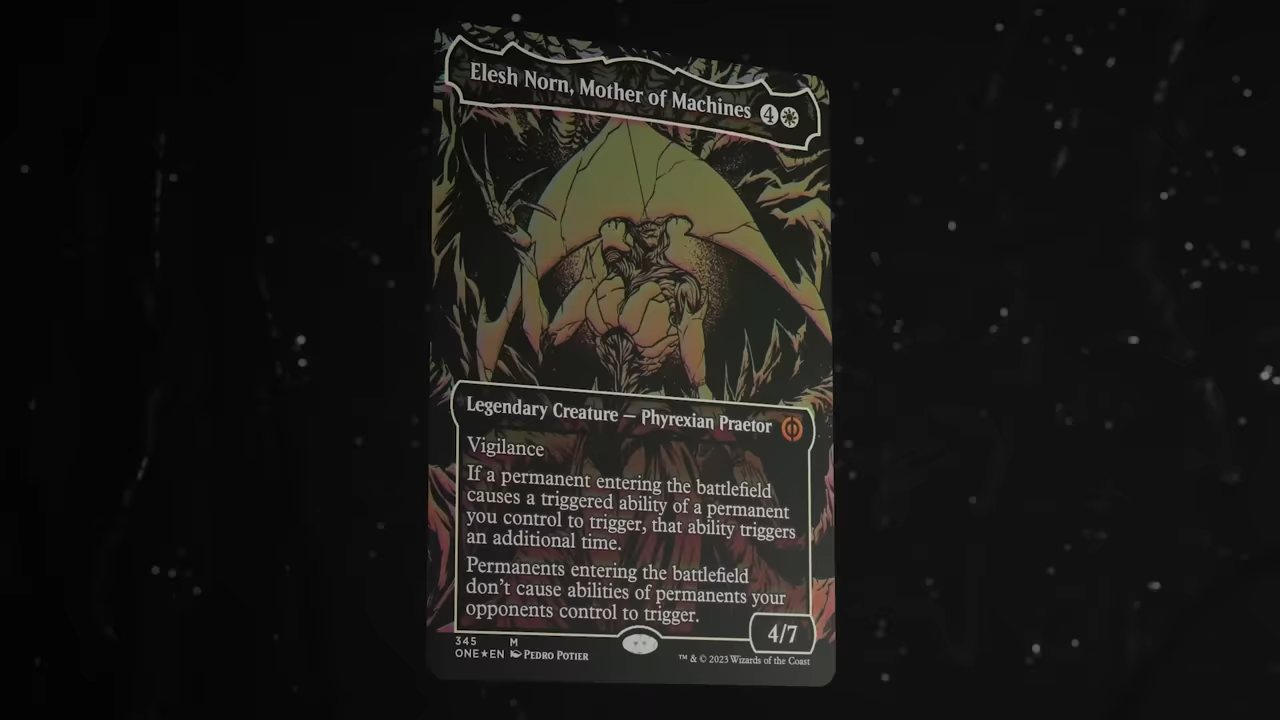 Elesh Norn, Mother of Machines 4
Legendary Creature — Phyrexian Praetor
Vigilance
If a permanent entering the battlefield
causes a triggered ability of a permanent
you control to trigger, that ability triggers
an additional time.
Permanents entering the battlefield
don't cause abilities of permanents your
opponents control to trigger.
4/7
345 M
ONE★EN PEDRO POTIER
™ & © 2023 Wizards of the Coast